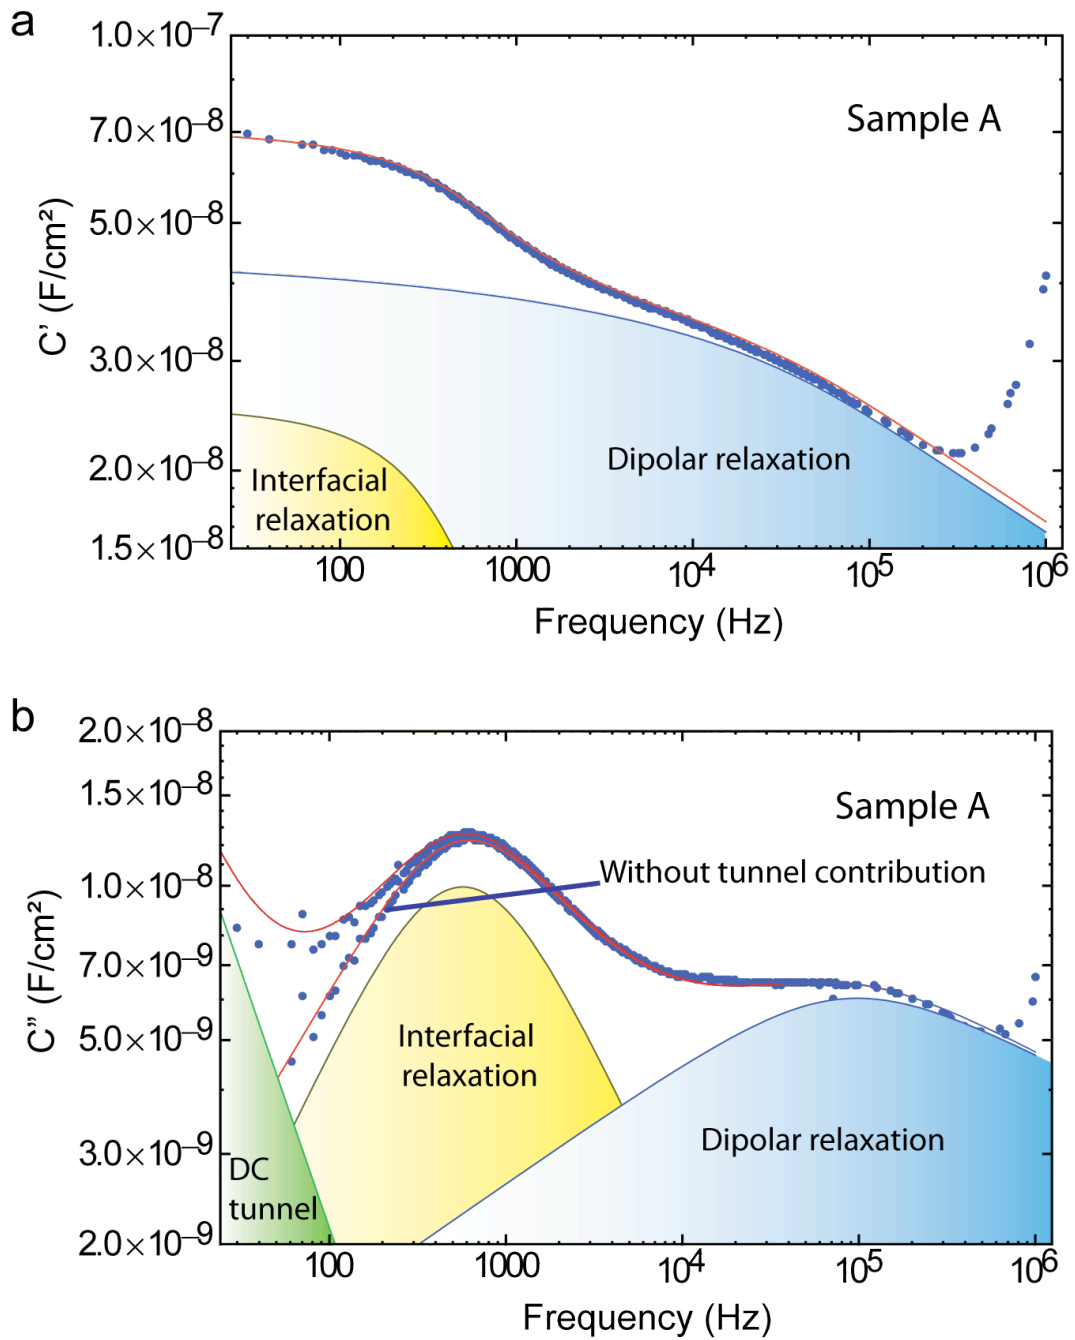 a
1.0×10⁻⁷
7.0×10⁻⁸
5.0×10⁻⁸
3.0×10⁻⁸
2.0×10⁻⁸
1.5×10⁻⁸
C' (F/cm²)
Sample A
Interfacial
relaxation
Dipolar relaxation
100 1000 10⁴ 10⁵ 10⁶
Frequency (Hz)
b
2.0×10⁻⁸
1.5×10⁻⁸
1.0×10⁻⁸
7.0×10⁻⁹
5.0×10⁻⁹
3.0×10⁻⁹
2.0×10⁻⁹
C" (F/cm²)
Sample A
Without tunnel contribution
Interfacial
relaxation
Dipolar relaxation
DC
tunnel
100 1000 10⁴ 10⁵ 10⁶
Frequency (Hz)